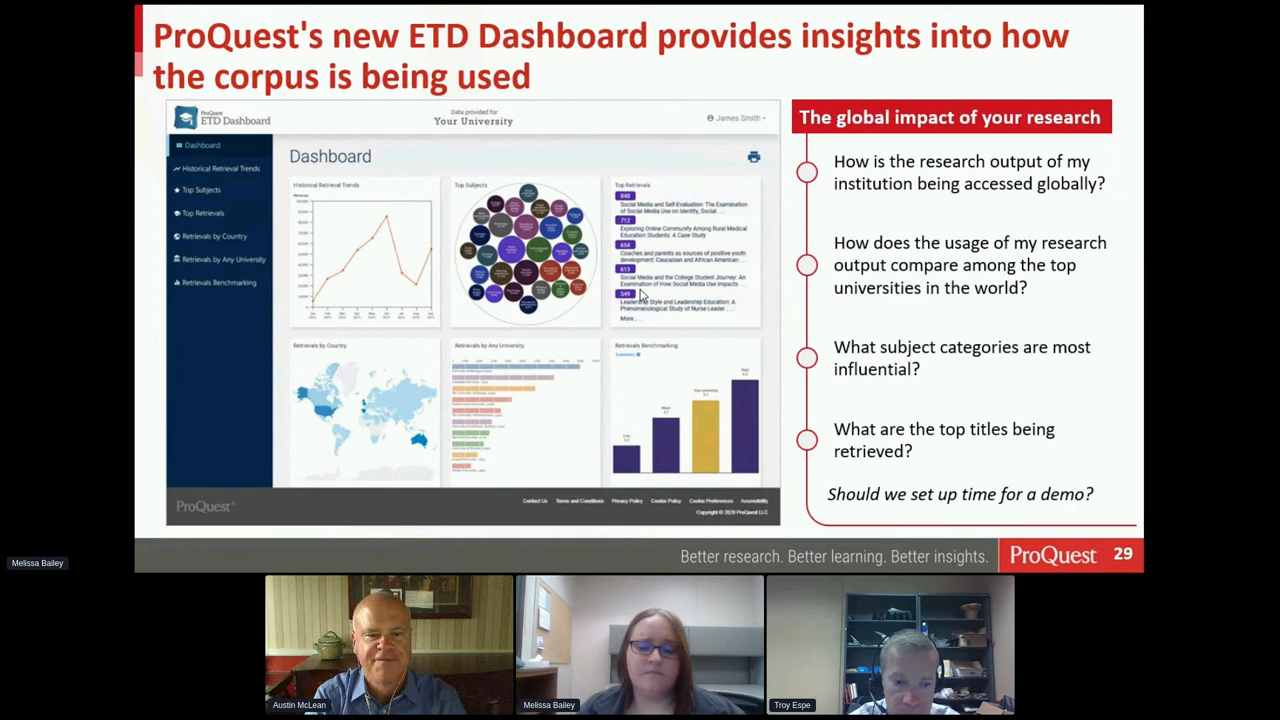 ProQuest's new ETD Dashboard provides insights into how
the corpus is being used
ProQuest
ETD Dashboard
Data provided for
Your University
James Smith
Dashboard
Historical Retrieval Trends
Top Subjects
Top Retrievals
Retrievals by Country
Retrievals by Any University
Retrievals Benchmarking
Dashboard
Historical Retrieval Trends
Top Subjects
Top Retrievals
848
Social Media and Self-Evaluation: The Examination
of Social Media Use on Identity, Social ...
712
Exploring Online Community Among Rural Medical
Education Students: A Case Study
654
Coaches and parents as sources of positive youth
development: Caucasian and African American ...
613
Social Media and the College Student Journey: An
Examination of How Social Media Use Impacts ...
549
Leadership Style and Leadership Education: A
Phenomenological Study of Nurse Leader ...
More ...
Retrievals by Country
Retrievals by Any University
Retrievals Benchmarking
ProQuest
Contact Us Terms and Conditions Privacy Policy Cookie Policy Cookie Preferences Accessibility
Copyright © 2020 ProQuest LLC
The global impact of your research
How is the research output of my
institution being accessed globally?
How does the usage of my research
output compare among the top
universities in the world?
What subject categories are most
influential?
What are the top titles being
retrieved?
Should we set up time for a demo?
Better research. Better learning. Better insights.
ProQuest
29
Melissa Bailey
Austin McLean
Melissa Bailey
Troy Espe